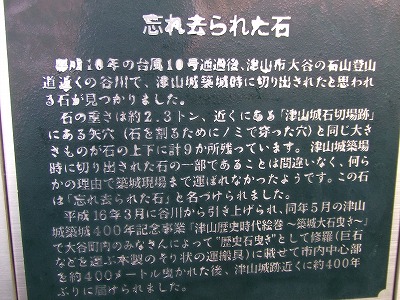 忘れ去られた石
平成10年の台風10号通過後、津山市大谷の石山登山
道近くの谷川で、津山城築城時に切り出されたと思われ
る石が見つかりました。
石の重さは約2.3トン、近くにある「津山城石切場跡」
にある矢穴（石を割るためにノミで穿った穴）と同じ大き
さものが石の上下に計9か所残っています。津山城築城
時に切り出された石の一部であることは間違いなく、何ら
かの理由で築城現場まで運ばれなかったようです。この石
は「忘れ去られた石」と名づけられました。
平成16年3月に谷川から引き上げられ、同年5月の津山
城築城400年記念事業「津山歴史時代絵巻～築城大石曳き～」
で大谷町内のみなさんによって"歴史石曳き"として修羅（巨石
などを運ぶ木製のそり状の運搬具）に載せて市内中心部
を約400メートル曳かれた後、津山城跡近くに約400年
ぶりに届けられました。